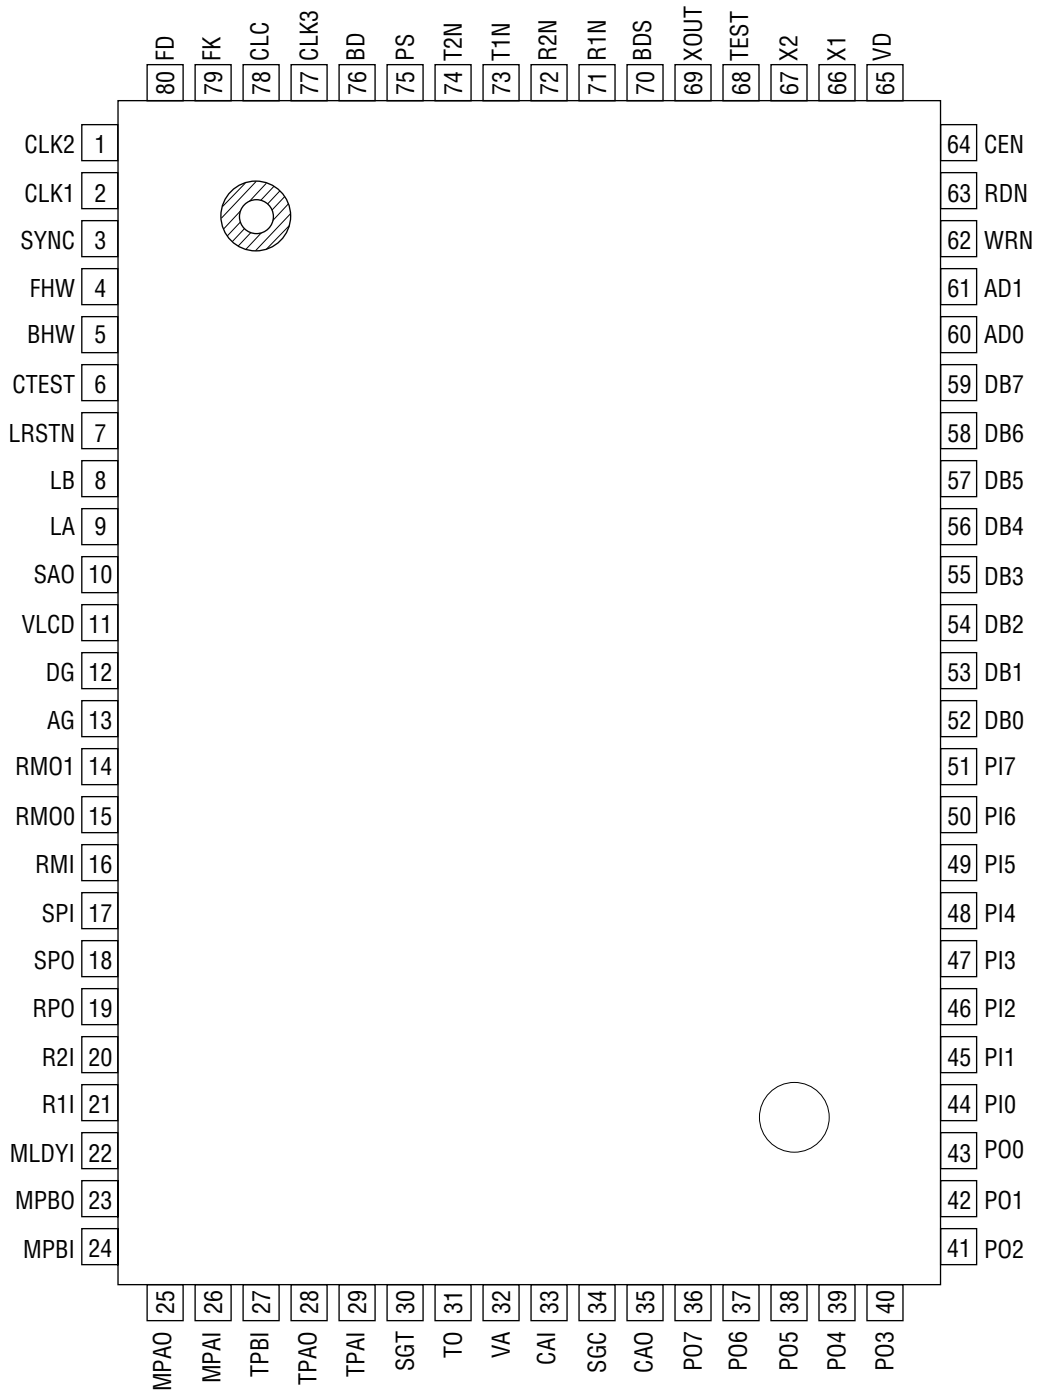 FD
FK
CLC
CLK3
BD
PS
T2N
T1N
R2N
R1N
BDS
XOUT
TEST
X2
X1
VD
80
79
78
77
76
75
74
73
72
71
70
69
68
67
66
65
CLK2 1
CLK1 2
SYNC 3
FHW 4
BHW 5
CTEST 6
LRSTN 7
LB 8
LA 9
SAO 10
VLCD 11
DG 12
AG 13
RMO1 14
RMO0 15
RMI 16
SPI 17
SPO 18
RPO 19
R2I 20
R1I 21
MLDYI 22
MPBO 23
MPBI 24
64 CEN
63 RDN
62 WRN
61 AD1
60 AD0
59 DB7
58 DB6
57 DB5
56 DB4
55 DB3
54 DB2
53 DB1
52 DB0
51 PI7
50 PI6
49 PI5
48 PI4
47 PI3
46 PI2
45 PI1
44 PI0
43 PO0
42 PO1
41 PO2
25
26
27
28
29
30
31
32
33
34
35
36
37
38
39
40
MPAO
MPAI
TPBI
TPAO
TPAI
SGT
TO
VA
CAI
SGC
CAO
PO7
PO6
PO5
PO4
PO3